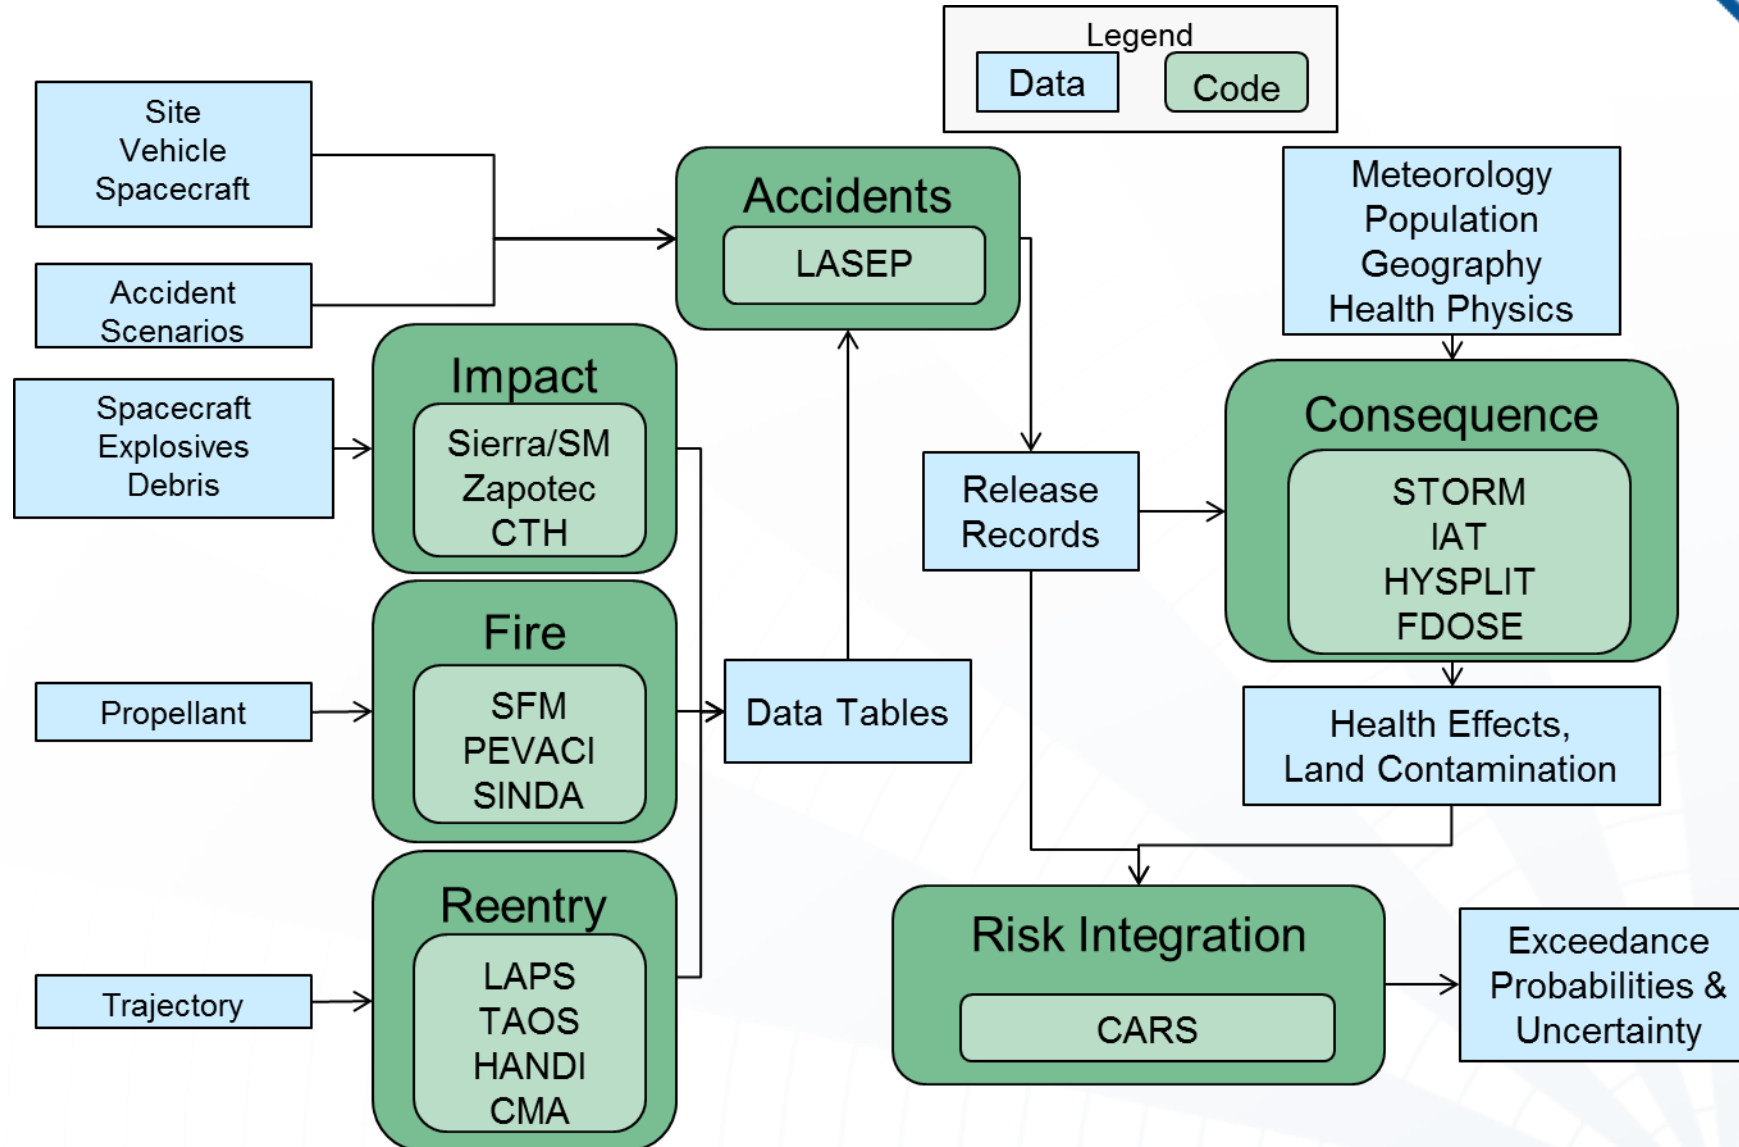 Legend
Data
Code
Site
Vehicle
Spacecraft
Accident
Scenarios
Accidents
LASEP
Meteorology
Population
Geography
Health Physics
Spacecraft
Explosives
Debris
Impact
Sierra/SM
Zapotec
CTH
Consequence
STORM
IAT
HYSPLIT
FDOSE
Release
Records
Propellant
Fire
SFM
PEVACI
SINDA
Data Tables
Health Effects,
Land Contamination
Trajectory
Reentry
LAPS
TAOS
HANDI
CMA
Risk Integration
CARS
Exceedance
Probabilities &
Uncertainty